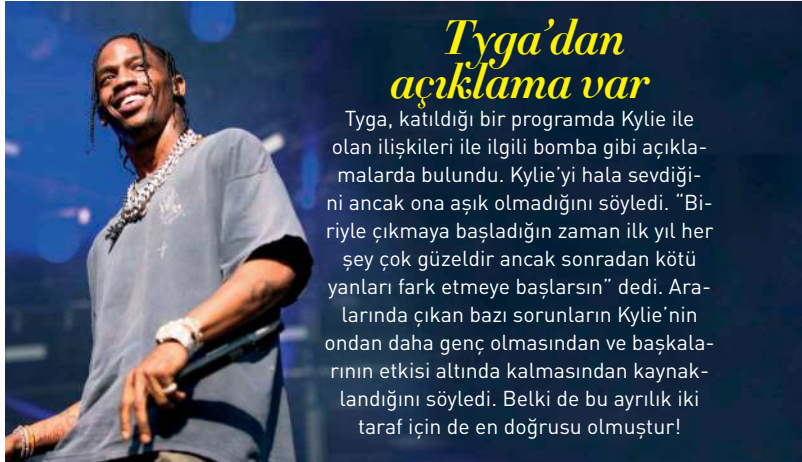 Tyga’dan
açıklama var
Tyga, katıldığı bir programda Kylie ile
olan ilişkileri ile ilgili bomba gibi açıkla-
malarda bulundu. Kylie’yi hala sevdiği-
ni ancak ona aşık olmadığını söyledi. “Bi-
riyle çıkmaya başladığın zaman ilk yıl her
şey çok güzeldir ancak sonradan kötü
yanları fark etmeye başlarsın” dedi. Ara-
larında çıkan bazı sorunların Kylie’nin
ondan daha genç olmasından ve başkala-
rının etkisi altında kalmasından kaynak-
landığını söyledi. Belki de bu ayrılık iki
taraf için de en doğrusu olmuştur!